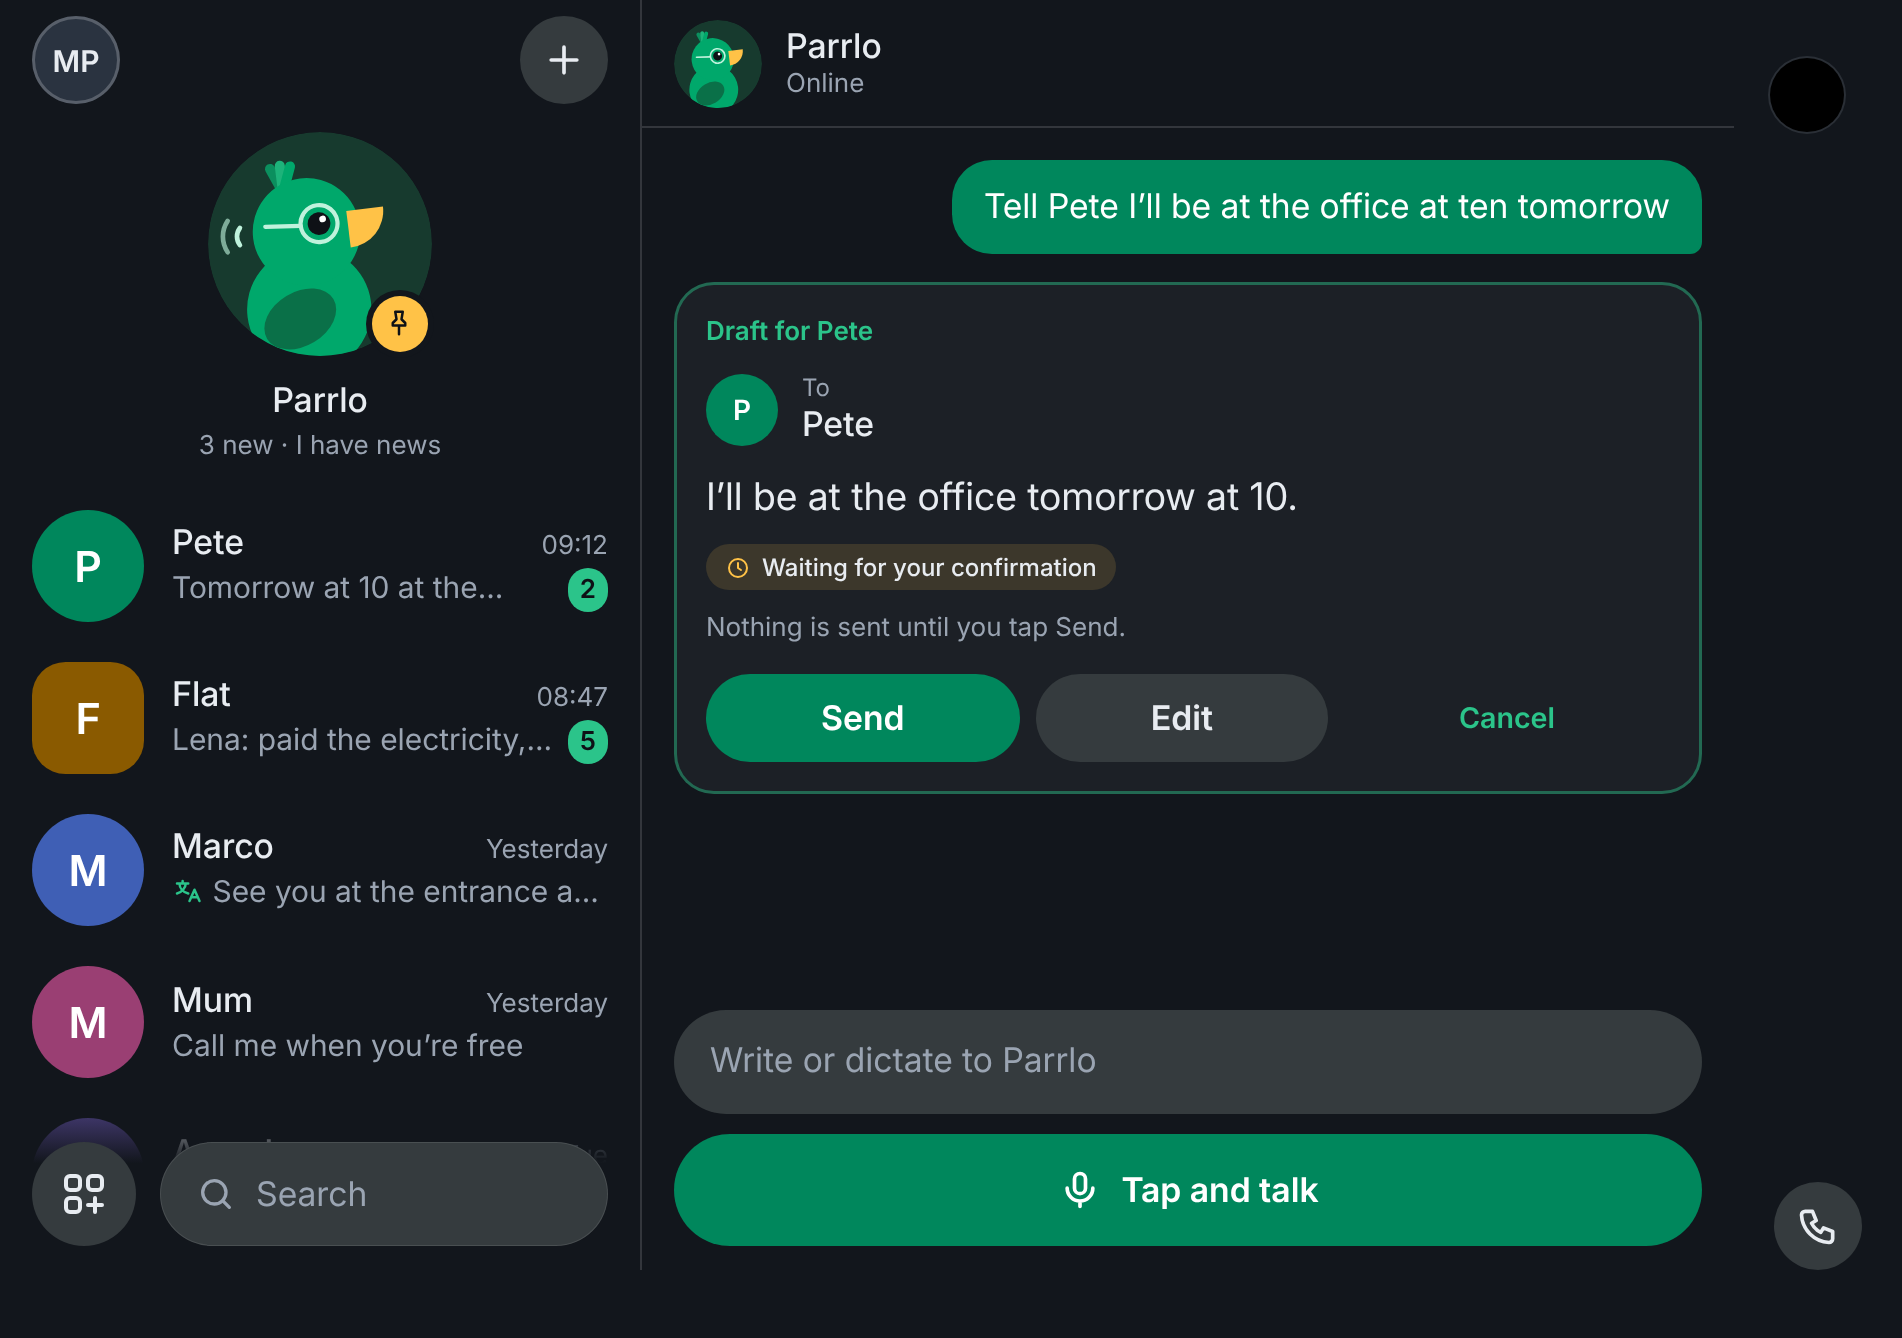 MP
Parrlo
3 new · I have news
P
Pete
09:12
Tomorrow at 10 at the...
2
F
Flat
08:47
Lena: paid the electricity,...
5
M
Marco
Yesterday
See you at the entrance a...
M
Mum
Yesterday
Call me when you’re free
Search
Parrlo
Online
Tell Pete I’ll be at the office at ten tomorrow
Draft for Pete
P
To
Pete
I’ll be at the office tomorrow at 10.
Waiting for your confirmation
Nothing is sent until you tap Send.
Send
Edit
Cancel
Write or dictate to Parrlo
Tap and talk